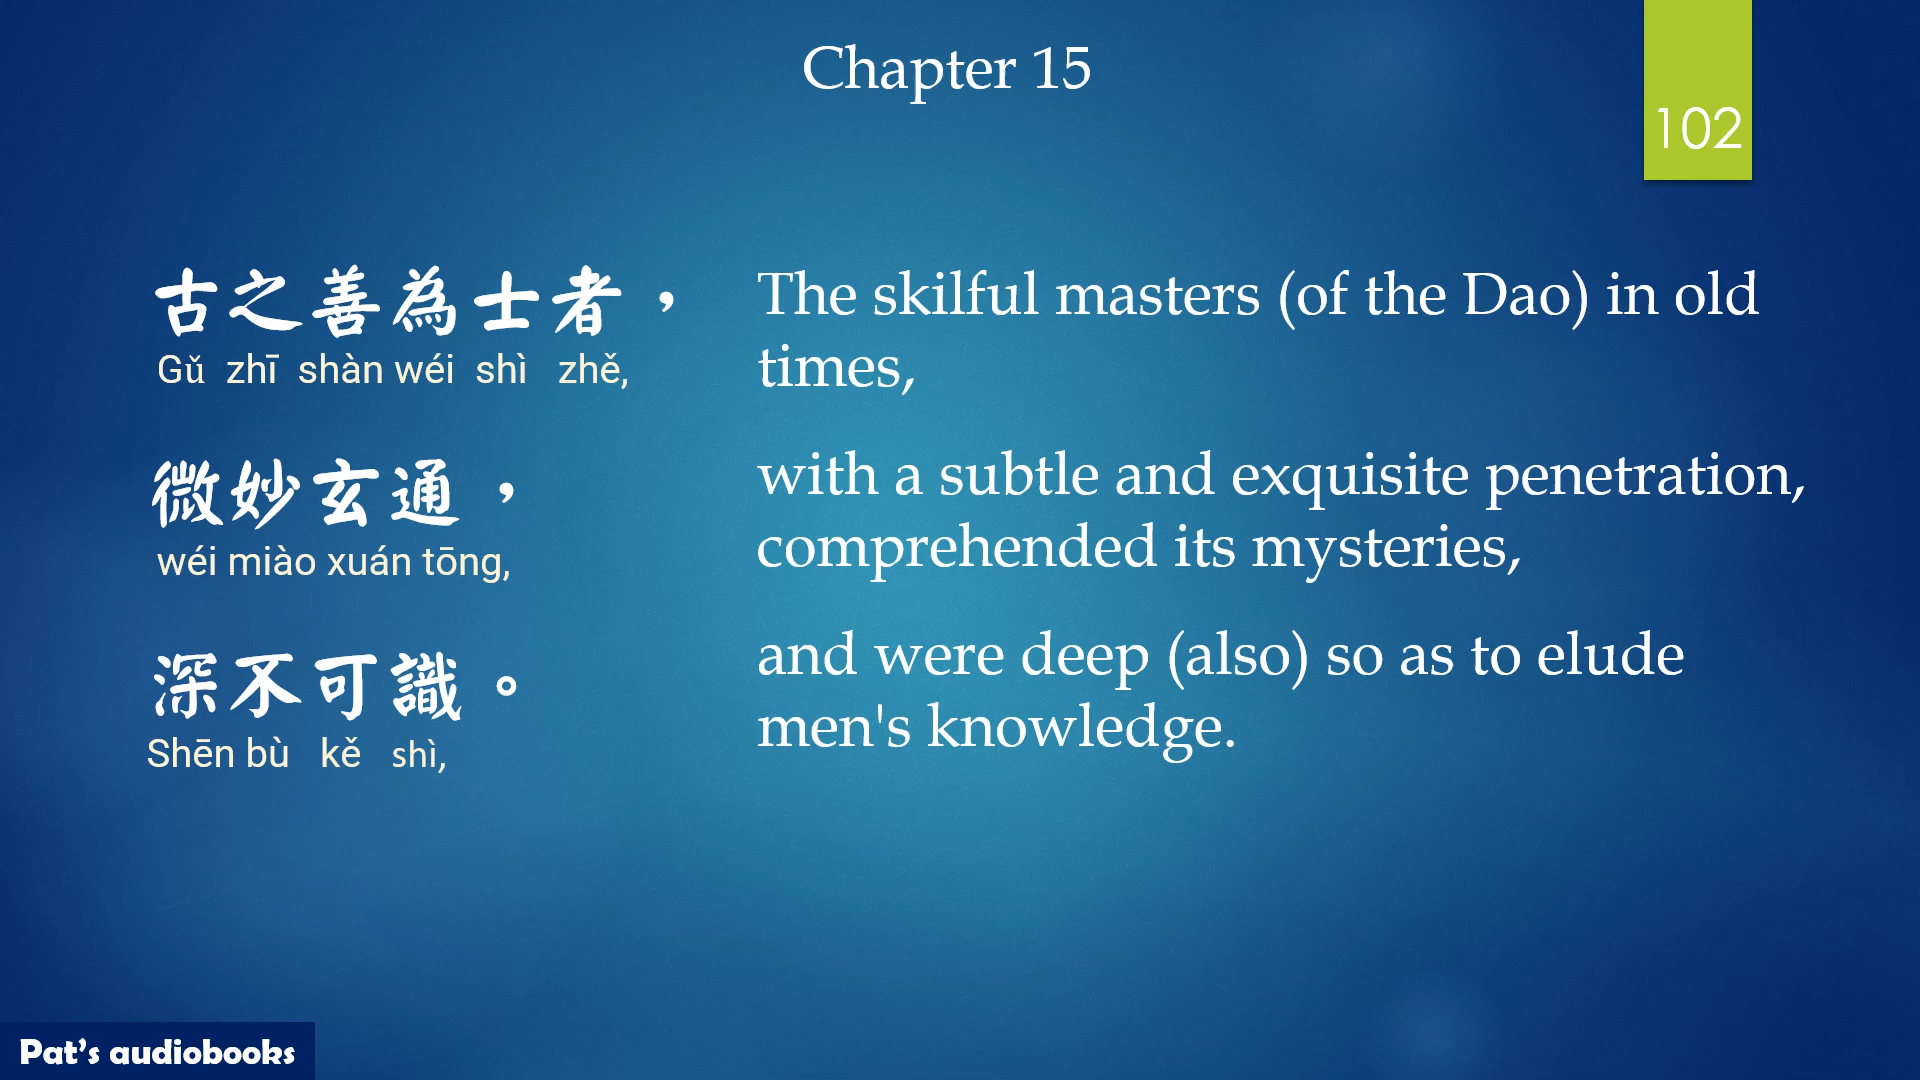 Chapter 15
102
古之善為士者，
Gǔ zhī shàn wéi shì zhě,
微妙玄通，
wéi miào xuán tōng,
深不可識。
Shēn bù kě shì,
The skilful masters (of the Dao) in old
times,
with a subtle and exquisite penetration,
comprehended its mysteries,
and were deep (also) so as to elude
men's knowledge.
Pat's audiobooks